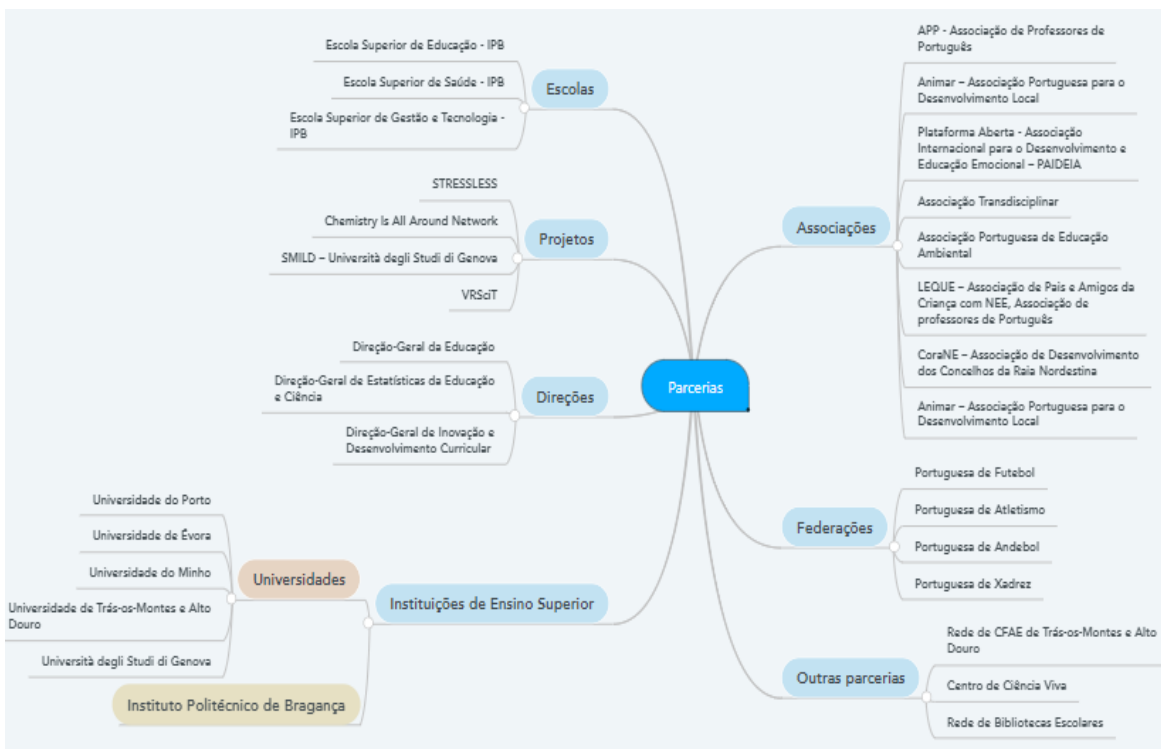 Parcerias
Escolas
Escola Superior de Educação - IPB
Escola Superior de Saúde - IPB
Escola Superior de Gestão e Tecnologia -
IPB
Projetos
STRESSLESS
Chemistry Is All Around Network
SMILD – Università degli Studi di Genova
VRSciT
Direções
Direção-Geral da Educação
Direção-Geral de Estatísticas da Educação
e Ciência
Direção-Geral de Inovação e
Desenvolvimento Curricular
Instituições de Ensino Superior
Universidades
Universidade do Porto
Universidade de Évora
Universidade do Minho
Universidade de Trás-os-Montes e Alto
Douro
Università degli Studi di Genova
Instituto Politécnico de Bragança
Associações
APP - Associação de Professores de
Português
Animar – Associação Portuguesa para o
Desenvolvimento Local
Plataforma Aberta - Associação
Internacional para o Desenvolvimento e
Educação Emocional – PAIDEIA
Associação Transdisciplinar
Associação Portuguesa de Educação
Ambiental
LEQUE – Associação de Pais e Amigos da
Criança com NEE, Associação de
professores de Português
CoraNE – Associação de Desenvolvimento
dos Concelhos da Raia Nordestina
Animar – Associação Portuguesa para o
Desenvolvimento Local
Federações
Portuguesa de Futebol
Portuguesa de Atletismo
Portuguesa de Andebol
Portuguesa de Xadrez
Outras parcerias
Rede de CFAE de Trás-os-Montes e Alto
Douro
Centro de Ciência Viva
Rede de Bibliotecas Escolares